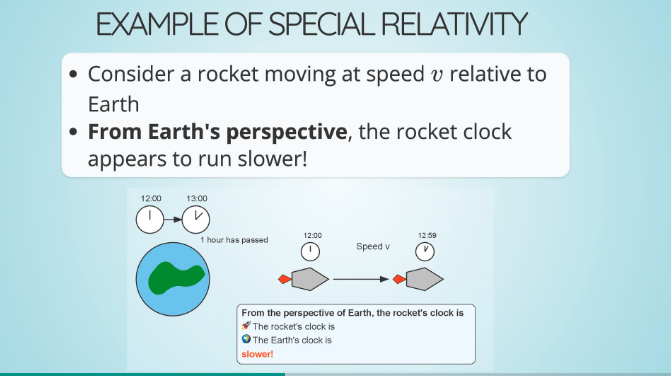 EXAMPLE OF SPECIAL RELATIVITY
• Consider a rocket moving at speed v relative to
Earth
• From Earth's perspective, the rocket clock
appears to run slower!
12:00 13:00
1 hour has passed
12:00
Speed v
12:59
From the perspective of Earth, the rocket's clock is
🚀 The rocket's clock is
🌍 The Earth's clock is
slower!